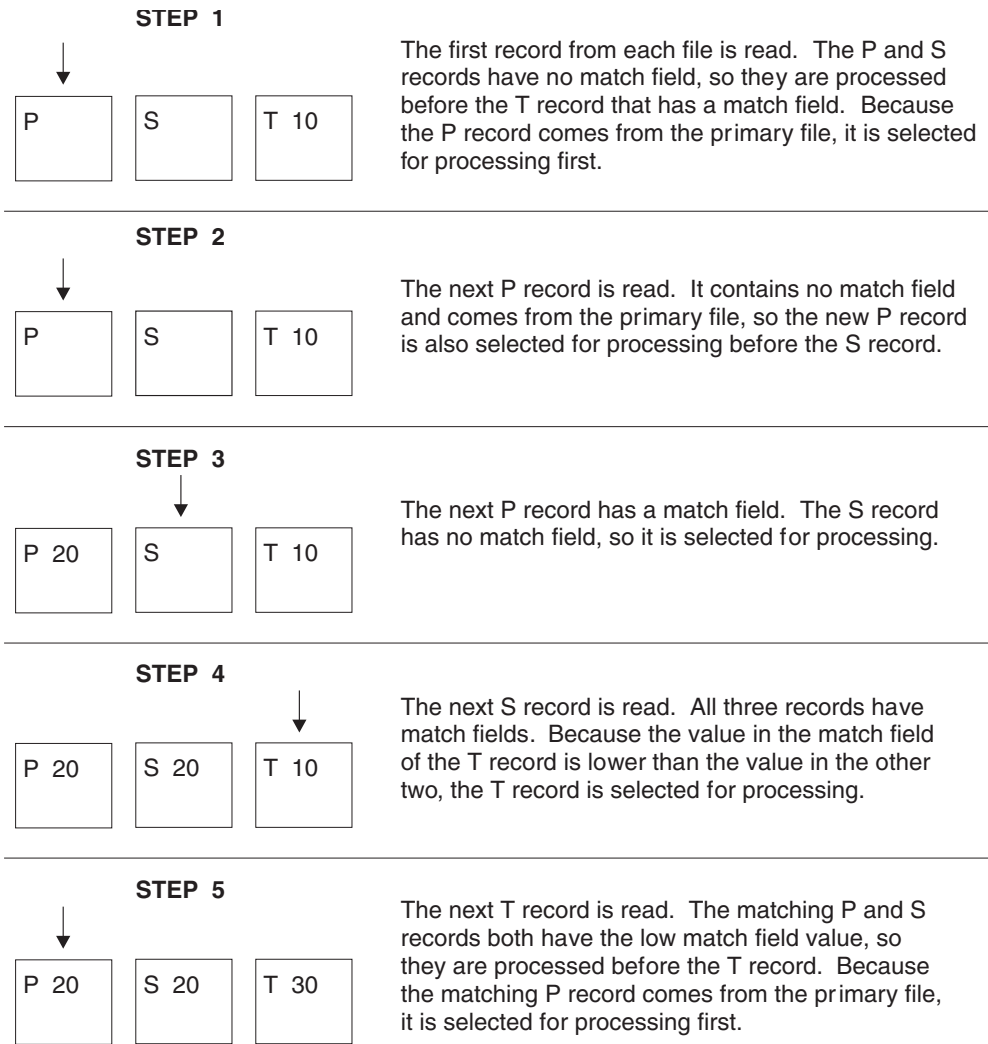 STEP 1
P
S
T 10
The first record from each file is read. The P and S
records have no match field, so they are processed
before the T record that has a match field. Because
the P record comes from the primary file, it is selected
for processing first.
STEP 2
P
S
T 10
The next P record is read. It contains no match field
and comes from the primary file, so the new P record
is also selected for processing before the S record.
STEP 3
P 20
S
T 10
The next P record has a match field. The S record
has no match field, so it is selected for processing.
STEP 4
P 20
S 20
T 10
The next S record is read. All three records have
match fields. Because the value in the match field
of the T record is lower than the value in the other
two, the T record is selected for processing.
STEP 5
P 20
S 20
T 30
The next T record is read. The matching P and S
records both have the low match field value, so
they are processed before the T record. Because
the matching P record comes from the primary file,
it is selected for processing first.